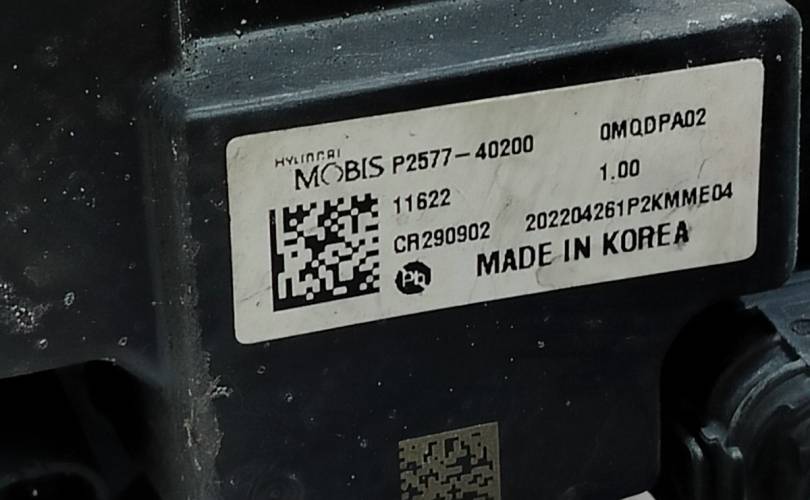 HYUNDAI
MOBIS P2577-40200 0MQDPA02
11622 1.00
CR290902 202204261P2KMME04
Pb MADE IN KOREA